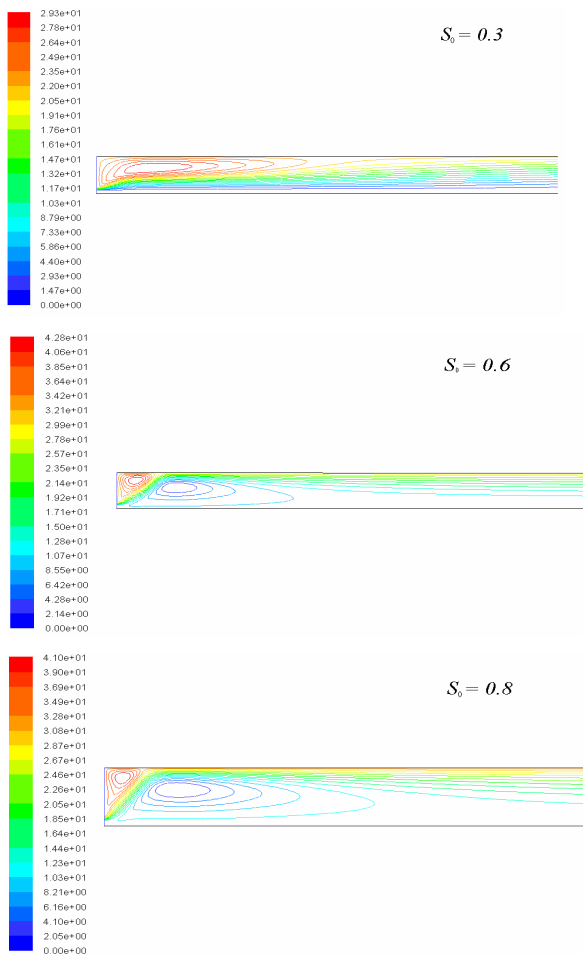 2.93e+01
2.78e+01
2.64e+01
2.49e+01
2.35e+01
2.20e+01
2.05e+01
1.91e+01
1.76e+01
1.61e+01
1.47e+01
1.32e+01
1.17e+01
1.03e+01
8.79e+00
7.33e+00
5.86e+00
4.40e+00
2.93e+00
1.47e+00
0.00e+00
S₀ = 0.3
4.28e+01
4.06e+01
3.85e+01
3.64e+01
3.42e+01
3.21e+01
2.99e+01
2.78e+01
2.57e+01
2.35e+01
2.14e+01
1.92e+01
1.71e+01
1.50e+01
1.28e+01
1.07e+01
8.55e+00
6.42e+00
4.28e+00
2.14e+00
0.00e+00
S₀ = 0.6
4.10e+01
3.90e+01
3.69e+01
3.49e+01
3.28e+01
3.08e+01
2.87e+01
2.67e+01
2.46e+01
2.26e+01
2.05e+01
1.85e+01
1.64e+01
1.44e+01
1.23e+01
1.03e+01
8.21e+00
6.16e+00
4.10e+00
2.05e+00
0.00e+00
S₀ = 0.8